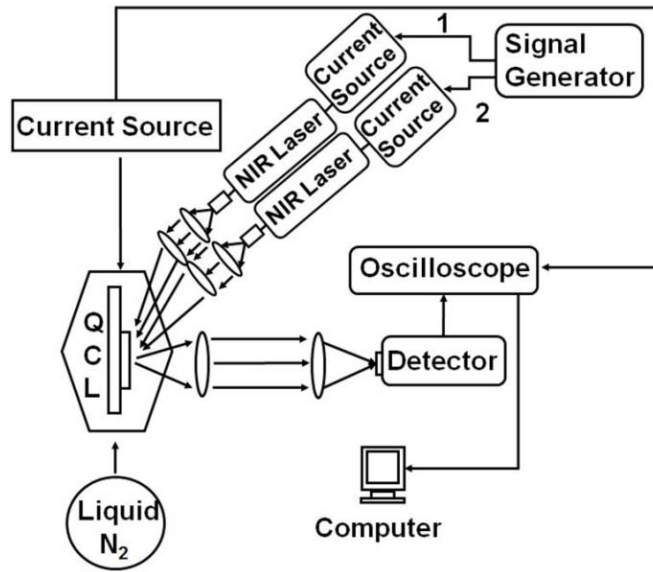 1
Signal
Generator
2
Current
Source
Current
Source
Current Source
NIR Laser
NIR Laser
Oscilloscope
Q
C
L
Detector
Liquid
N₂
Computer